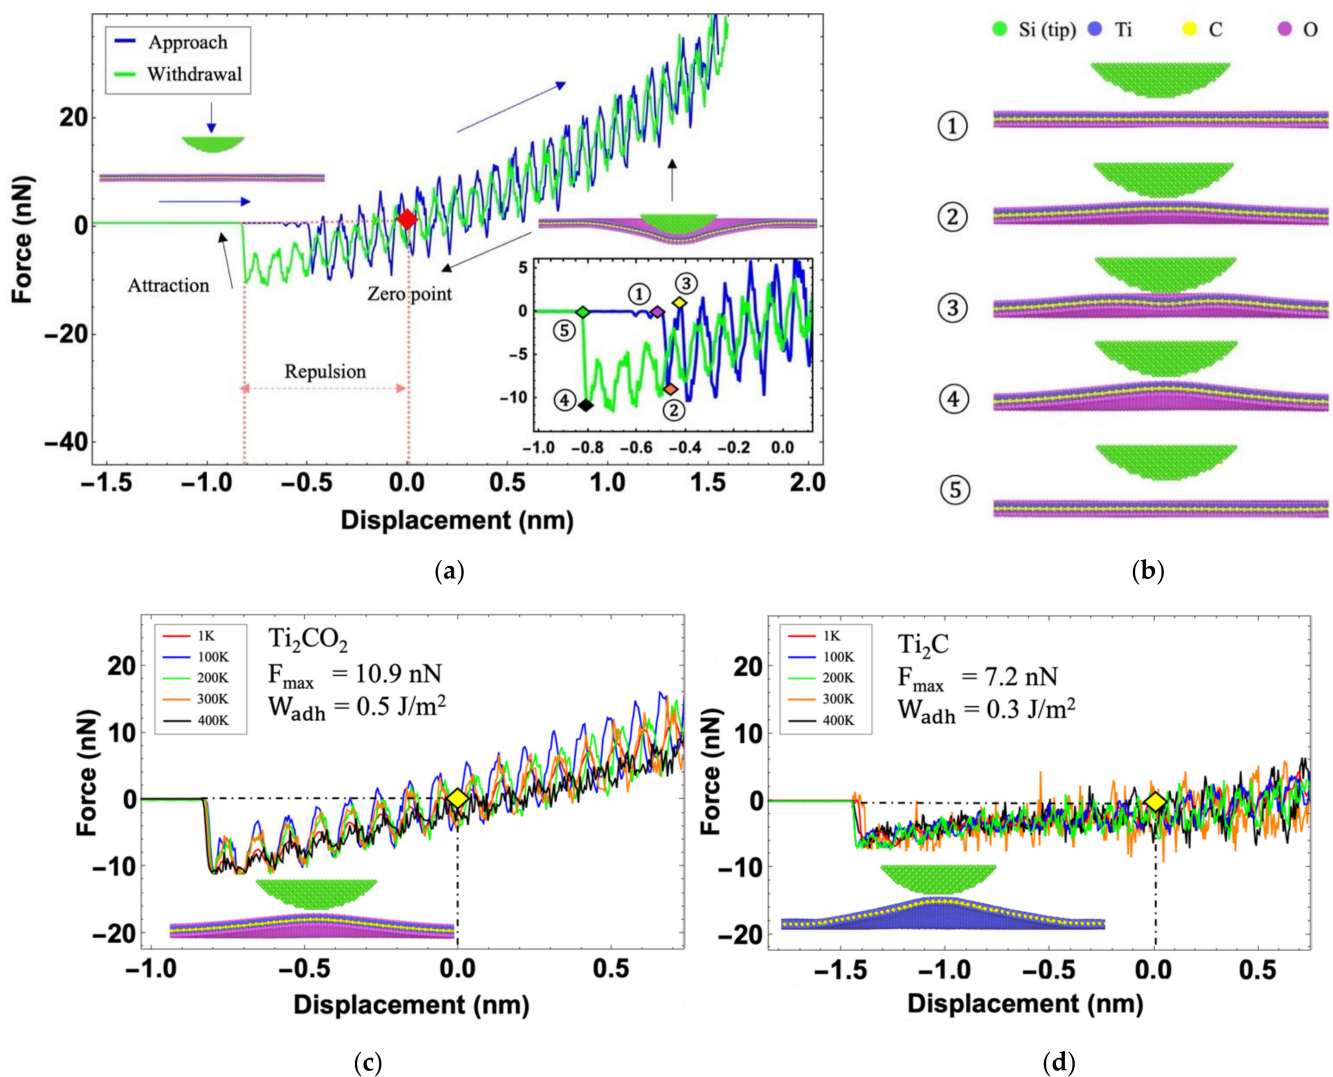 Approach
Withdrawal
20
0
−20
−40
Force (nN)
Attraction
Zero point
Repulsion
5
0
−5
−10
① ③
⑤
④ ②
−1.0 −0.8 −0.6 −0.4 −0.2 0.0
−1.5 −1.0 −0.5 0.0 0.5 1.0 1.5 2.0
Displacement (nm)
(a)
Si (tip) Ti C O
①
②
③
④
⑤
(b)
1K
100K
200K
300K
400K
Ti₂CO₂
Fmax = 10.9 nN
Wadh = 0.5 J/m²
20
10
0
−10
−20
Force (nN)
−1.0 −0.5 0.0 0.5
Displacement (nm)
(c)
1K
100K
200K
300K
400K
Ti₂C
Fmax = 7.2 nN
Wadh = 0.3 J/m²
20
10
0
−10
−20
Force (nN)
−1.5 −1.0 −0.5 0.0 0.5
Displacement (nm)
(d)